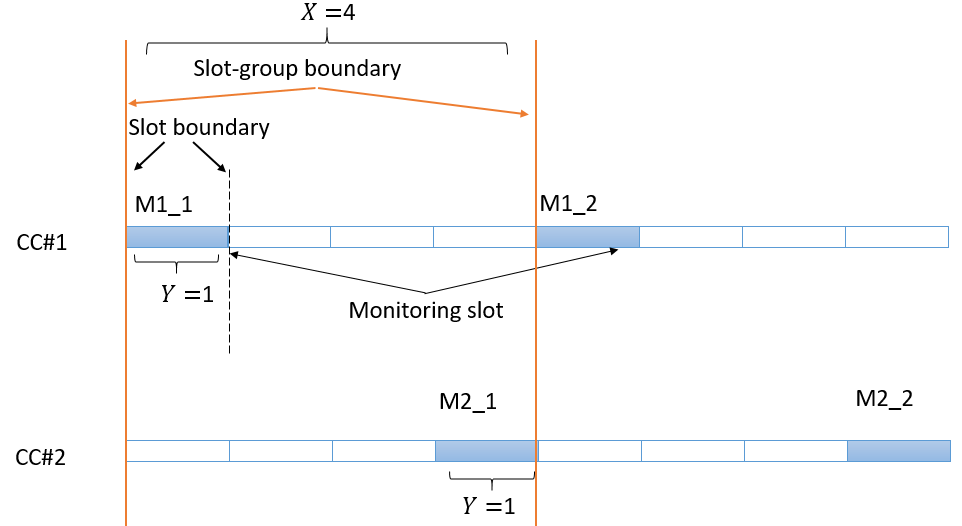 X =4
Slot-group boundary
Slot boundary
M1_1
M1_2
CC#1
Y =1
Monitoring slot
M2_1
M2_2
CC#2
Y =1